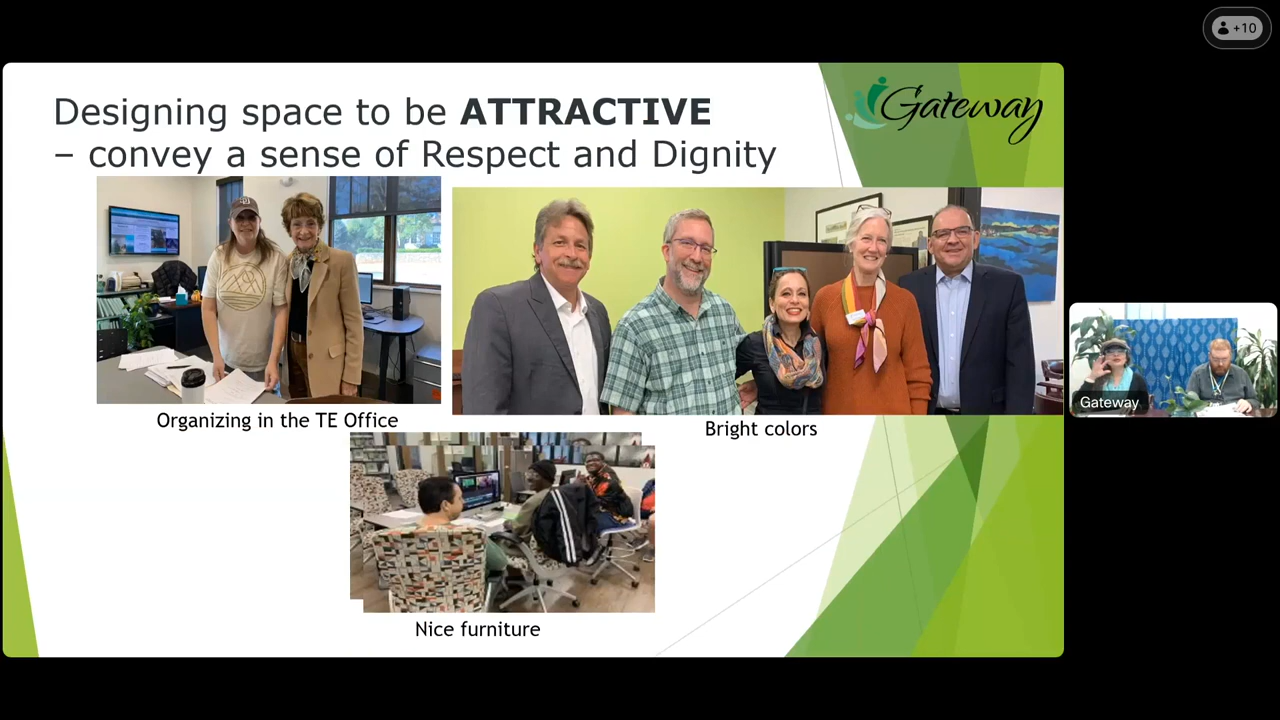 +10
Designing space to be ATTRACTIVE
– convey a sense of Respect and Dignity
Gateway
Organizing in the TE Office
Bright colors
Nice furniture
Gateway